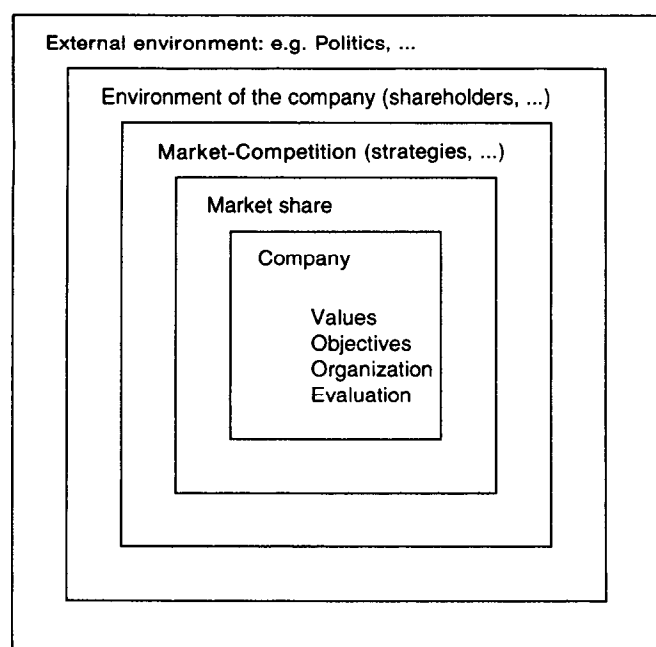 External environment: e.g. Politics, ...
Environment of the company (shareholders, ...)
Market-Competition (strategies, ...)
Market share
Company
Values
Objectives
Organization
Evaluation